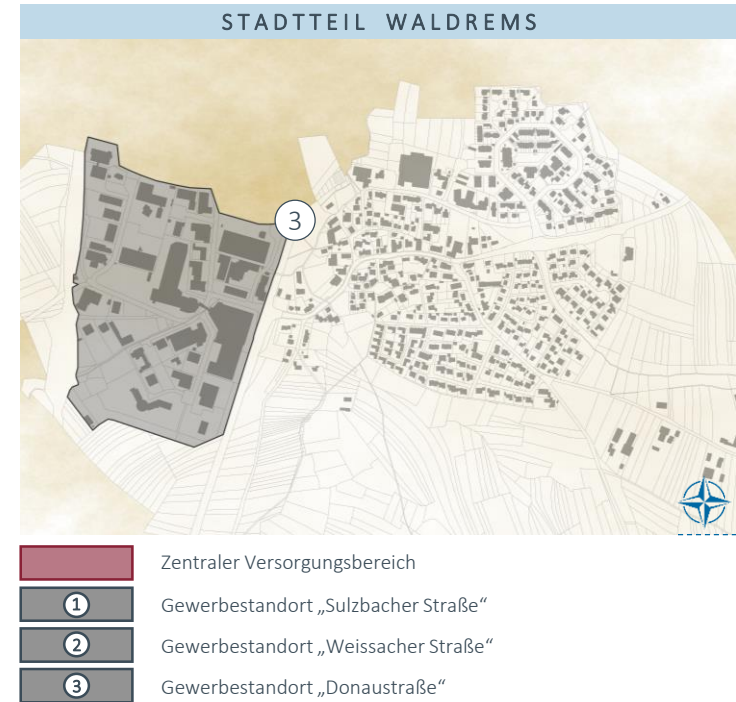 STADTTEIL WALDREMS
3
Zentraler Versorgungsbereich
1 Gewerbestandort „Sulzbacher Straße“
2 Gewerbestandort „Weissacher Straße“
3 Gewerbestandort „Donaustraße“